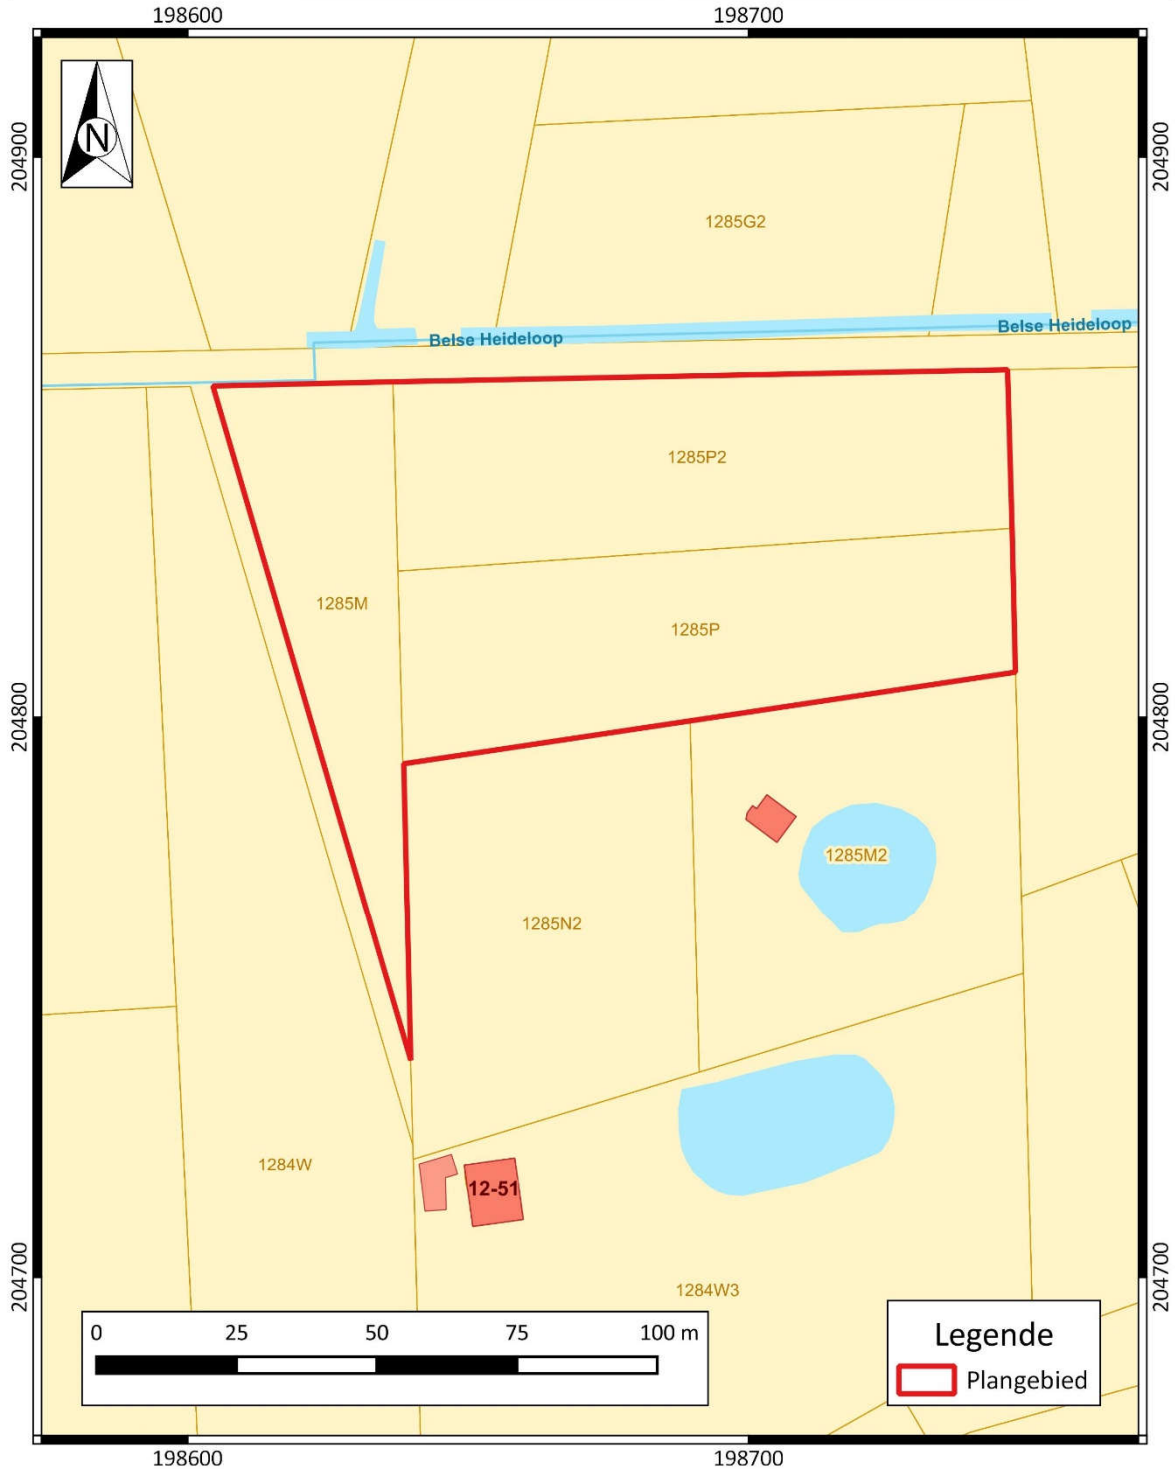 198600
198700
204900
204900
N
1285G2
Belse Heideloop
Belse Heideloop
1285P2
1285M
1285P
204800
204800
1285M2
1285N2
1284W
12-51
204700
204700
1284W3
0 25 50 75 100 m
Legende
Plangebied
198600
198700